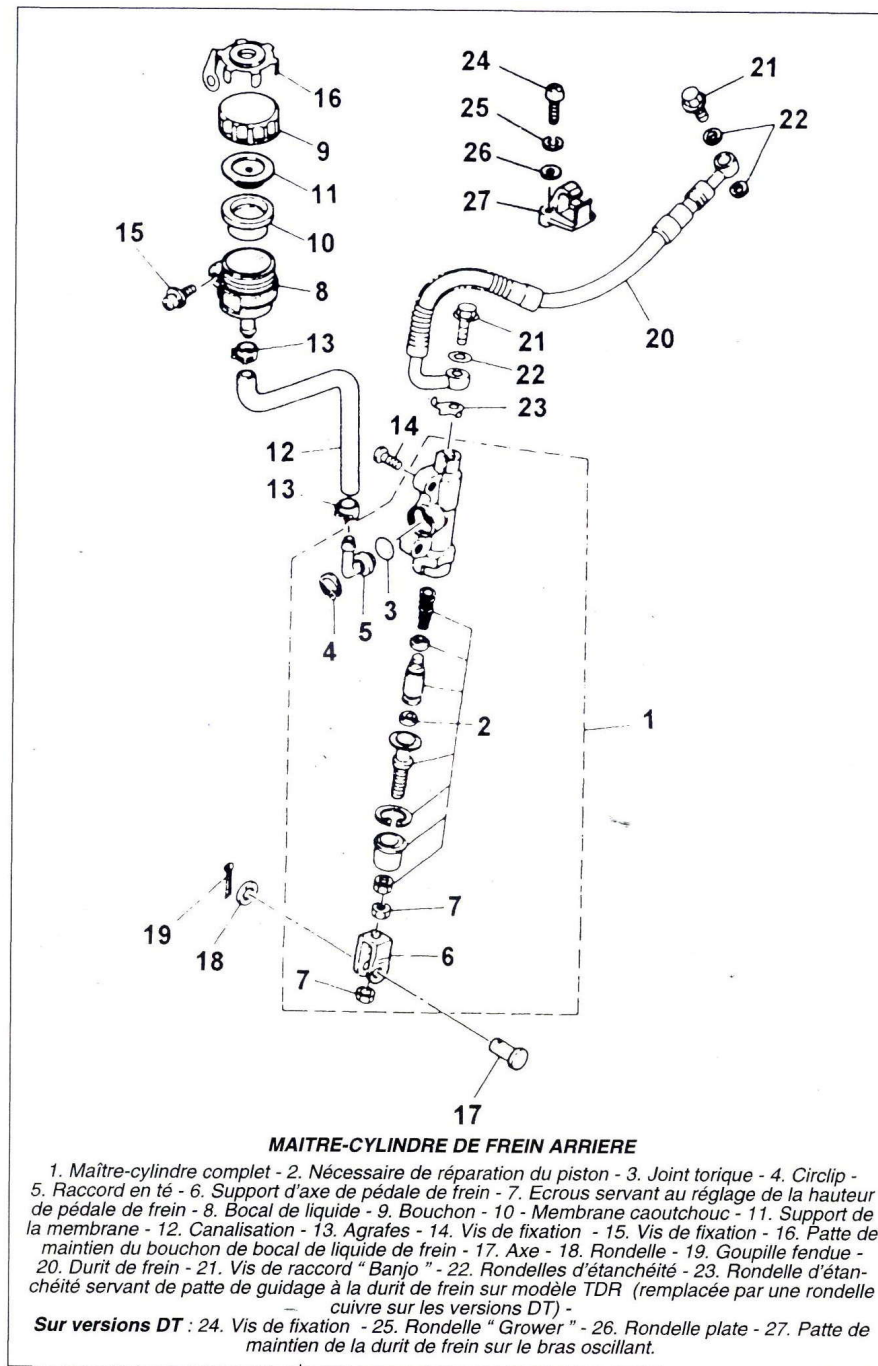 16
9
11
10
15
8
13
12
13
14
24
25
26
27
21
22
20
21
22
23
3
4
5
2
1
7
6
7
19
18
17
MAITRE-CYLINDRE DE FREIN ARRIERE
1. Maître-cylindre complet - 2. Nécessaire de réparation du piston - 3. Joint torique - 4. Circlip -
5. Raccord en té - 6. Support d'axe de pédale de frein - 7. Ecrous servant au réglage de la hauteur
de pédale de frein - 8. Bocal de liquide - 9. Bouchon - 10 - Membrane caoutchouc - 11. Support de
la membrane - 12. Canalisation - 13. Agrafes - 14. Vis de fixation - 15. Vis de fixation - 16. Patte de
maintien du bouchon de bocal de liquide de frein - 17. Axe - 18. Rondelle - 19. Goupille fendue -
20. Durit de frein - 21. Vis de raccord " Banjo " - 22. Rondelles d'étanchéité - 23. Rondelle d'étan-
chéité servant de patte de guidage à la durit de frein sur modèle TDR (remplacée par une rondelle
cuivre sur les versions DT) -
Sur versions DT : 24. Vis de fixation - 25. Rondelle " Grower " - 26. Rondelle plate - 27. Patte de
maintien de la durit de frein sur le bras oscillant.